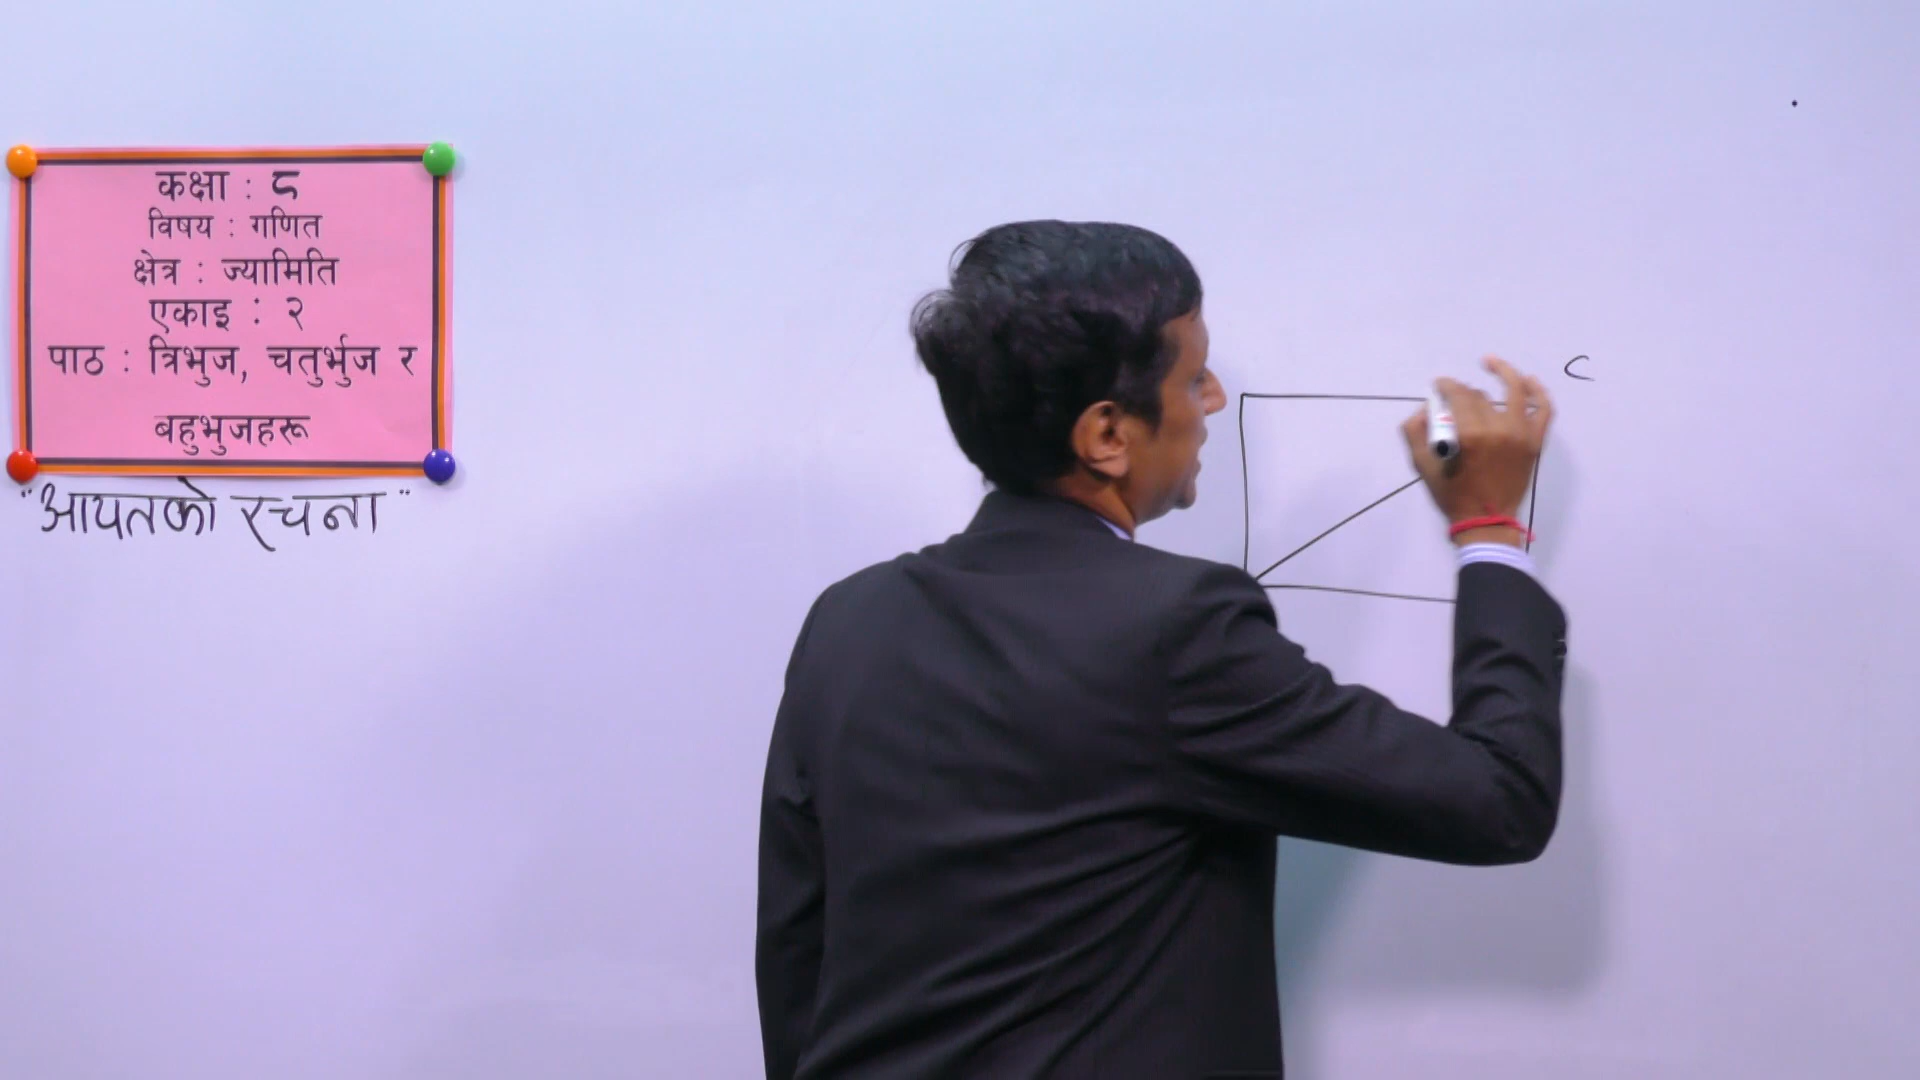 कक्षा : ८
विषय : गणित
क्षेत्र : ज्यामिति
एकाइ : २
पाठ : त्रिभुज, चतुर्भुज र
बहुभुजहरू
"आयतको रचना"
C